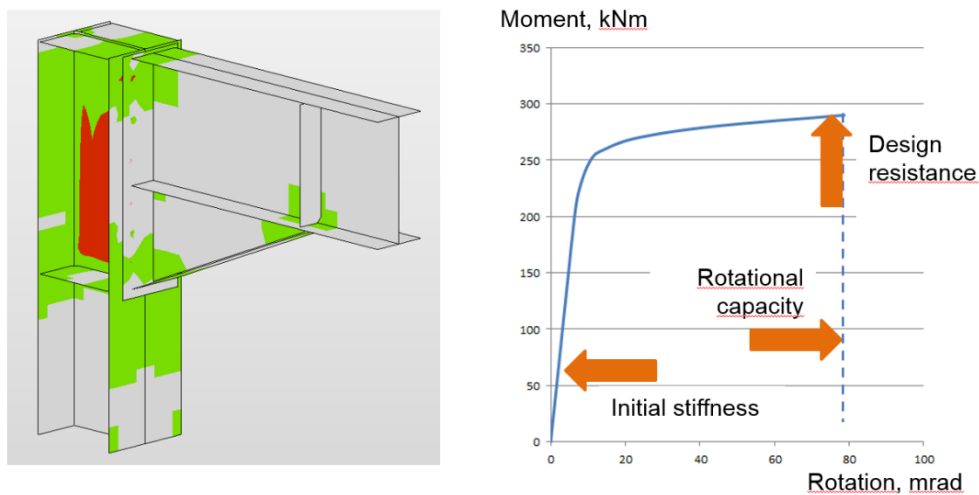 Moment, kNm
350
300
250
200
150
100
50
0
Design
resistance
Rotational
capacity
Initial stiffness
0 20 40 60 80 100
Rotation, mrad